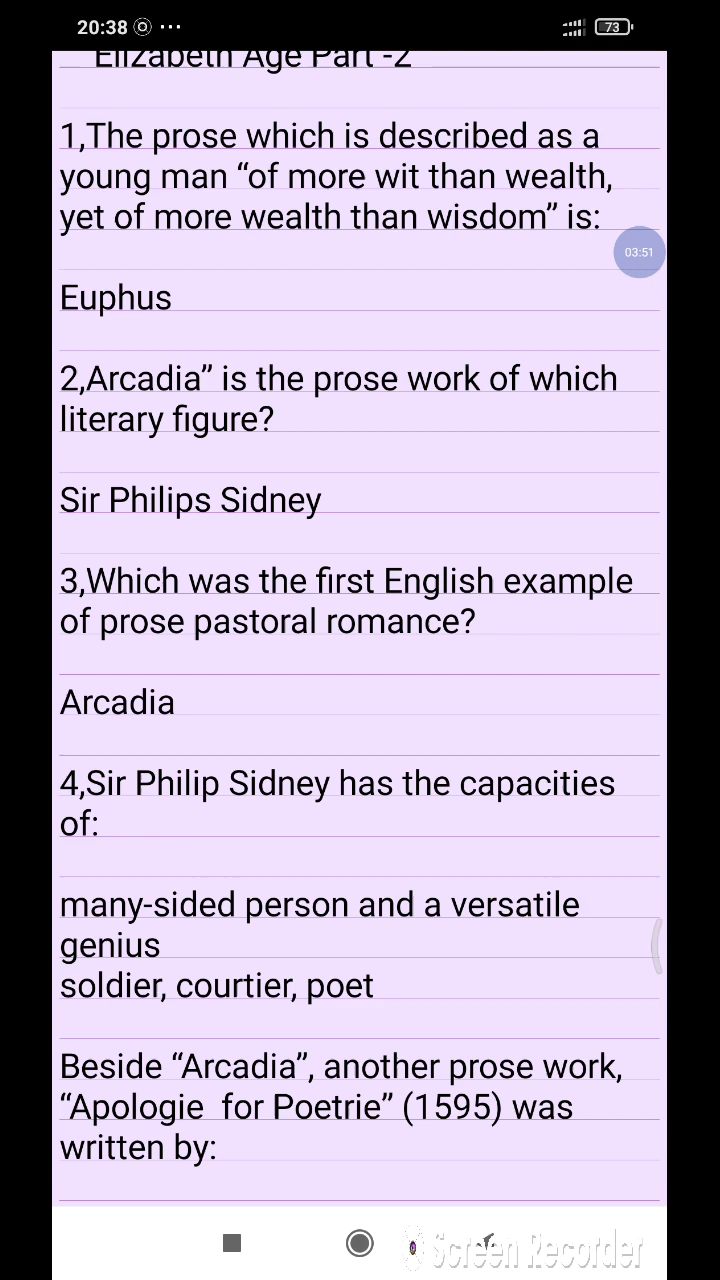 20:38
73
Elizabeth Age Part -2
1,The prose which is described as a
young man “of more wit than wealth,
yet of more wealth than wisdom” is:
03:51
Euphus
2,Arcadia” is the prose work of which
literary figure?
Sir Philips Sidney
3,Which was the first English example
of prose pastoral romance?
Arcadia
4,Sir Philip Sidney has the capacities
of:
many-sided person and a versatile
genius
soldier, courtier, poet
Beside “Arcadia”, another prose work,
“Apologie  for Poetrie” (1595) was
written by:
Screen Recorder